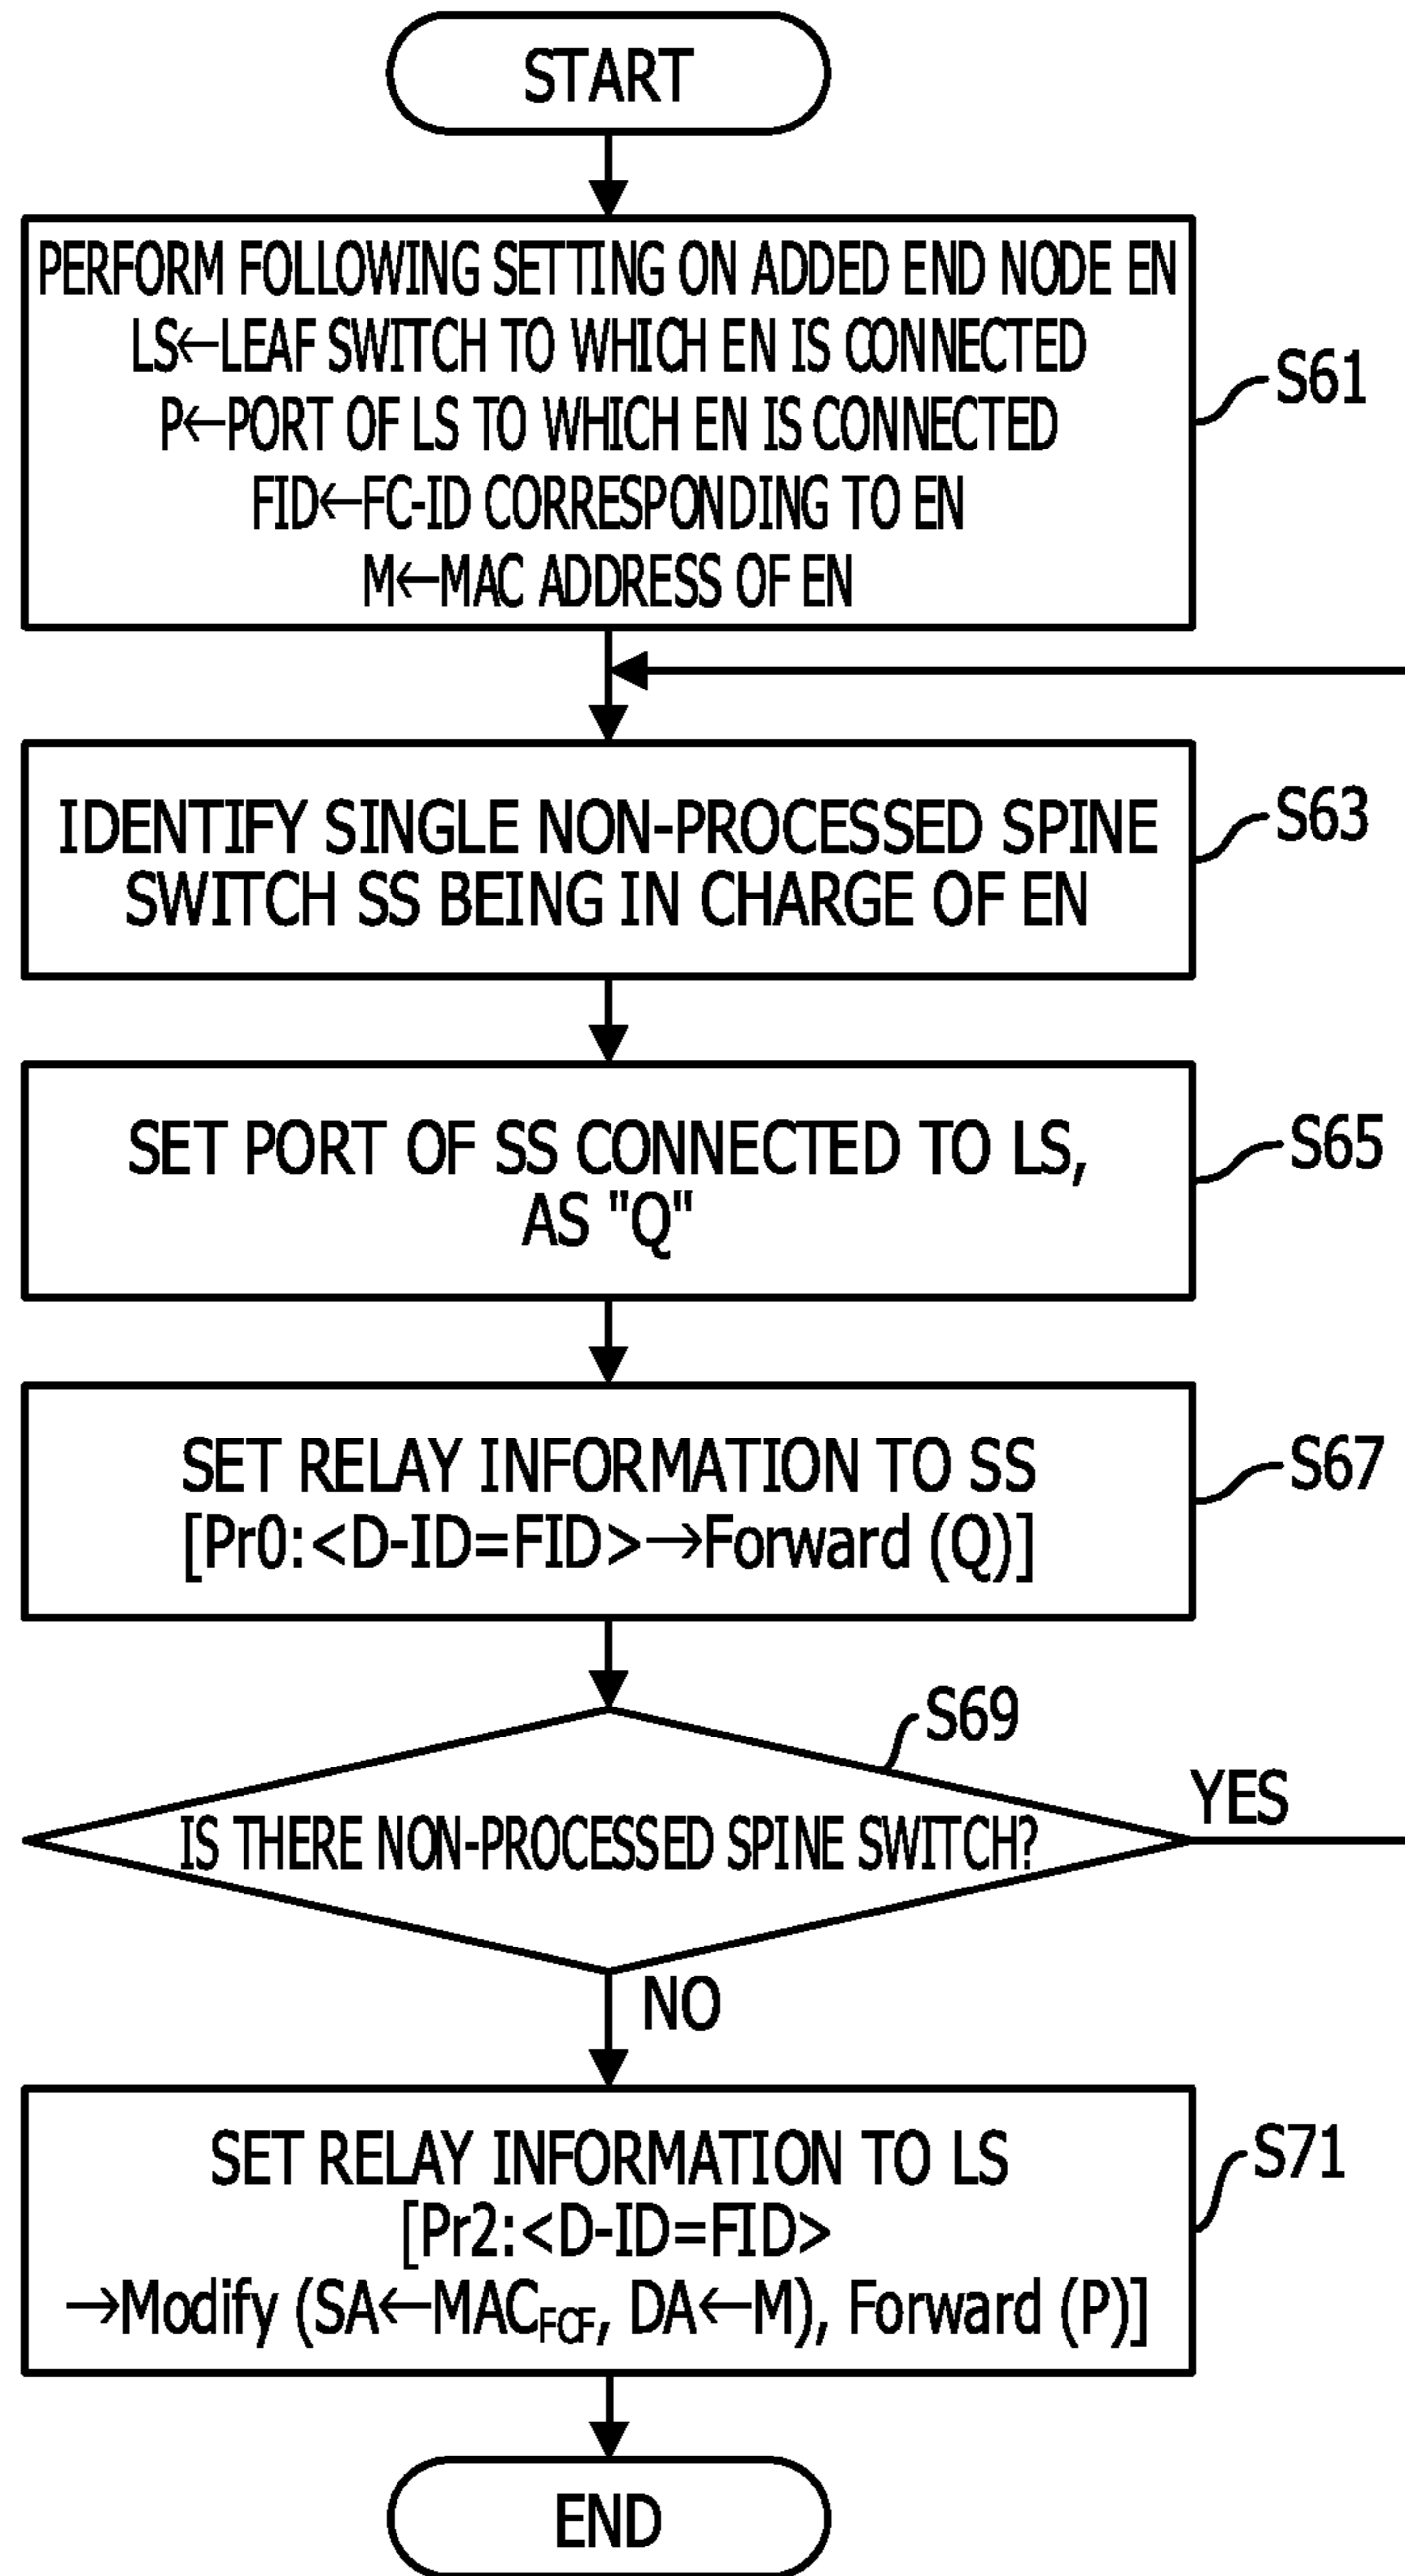 START
PERFORM FOLLOWING SETTING ON ADDED END NODE EN
LS←LEAF SWITCH TO WHICH EN IS CONNECTED
P←PORT OF LS TO WHICH EN IS CONNECTED
FID←FC-ID CORRESPONDING TO EN
M←MAC ADDRESS OF EN
S61
IDENTIFY SINGLE NON-PROCESSED SPINE
SWITCH SS BEING IN CHARGE OF EN
S63
SET PORT OF SS CONNECTED TO LS,
AS "Q"
S65
SET RELAY INFORMATION TO SS
[Pr0:<D-ID=FID>→Forward (Q)]
S67
S69
IS THERE NON-PROCESSED SPINE SWITCH?
YES
NO
SET RELAY INFORMATION TO LS
[Pr2:<D-ID=FID>
→Modify (SA←MAC_FCF, DA←M), Forward (P)]
S71
END